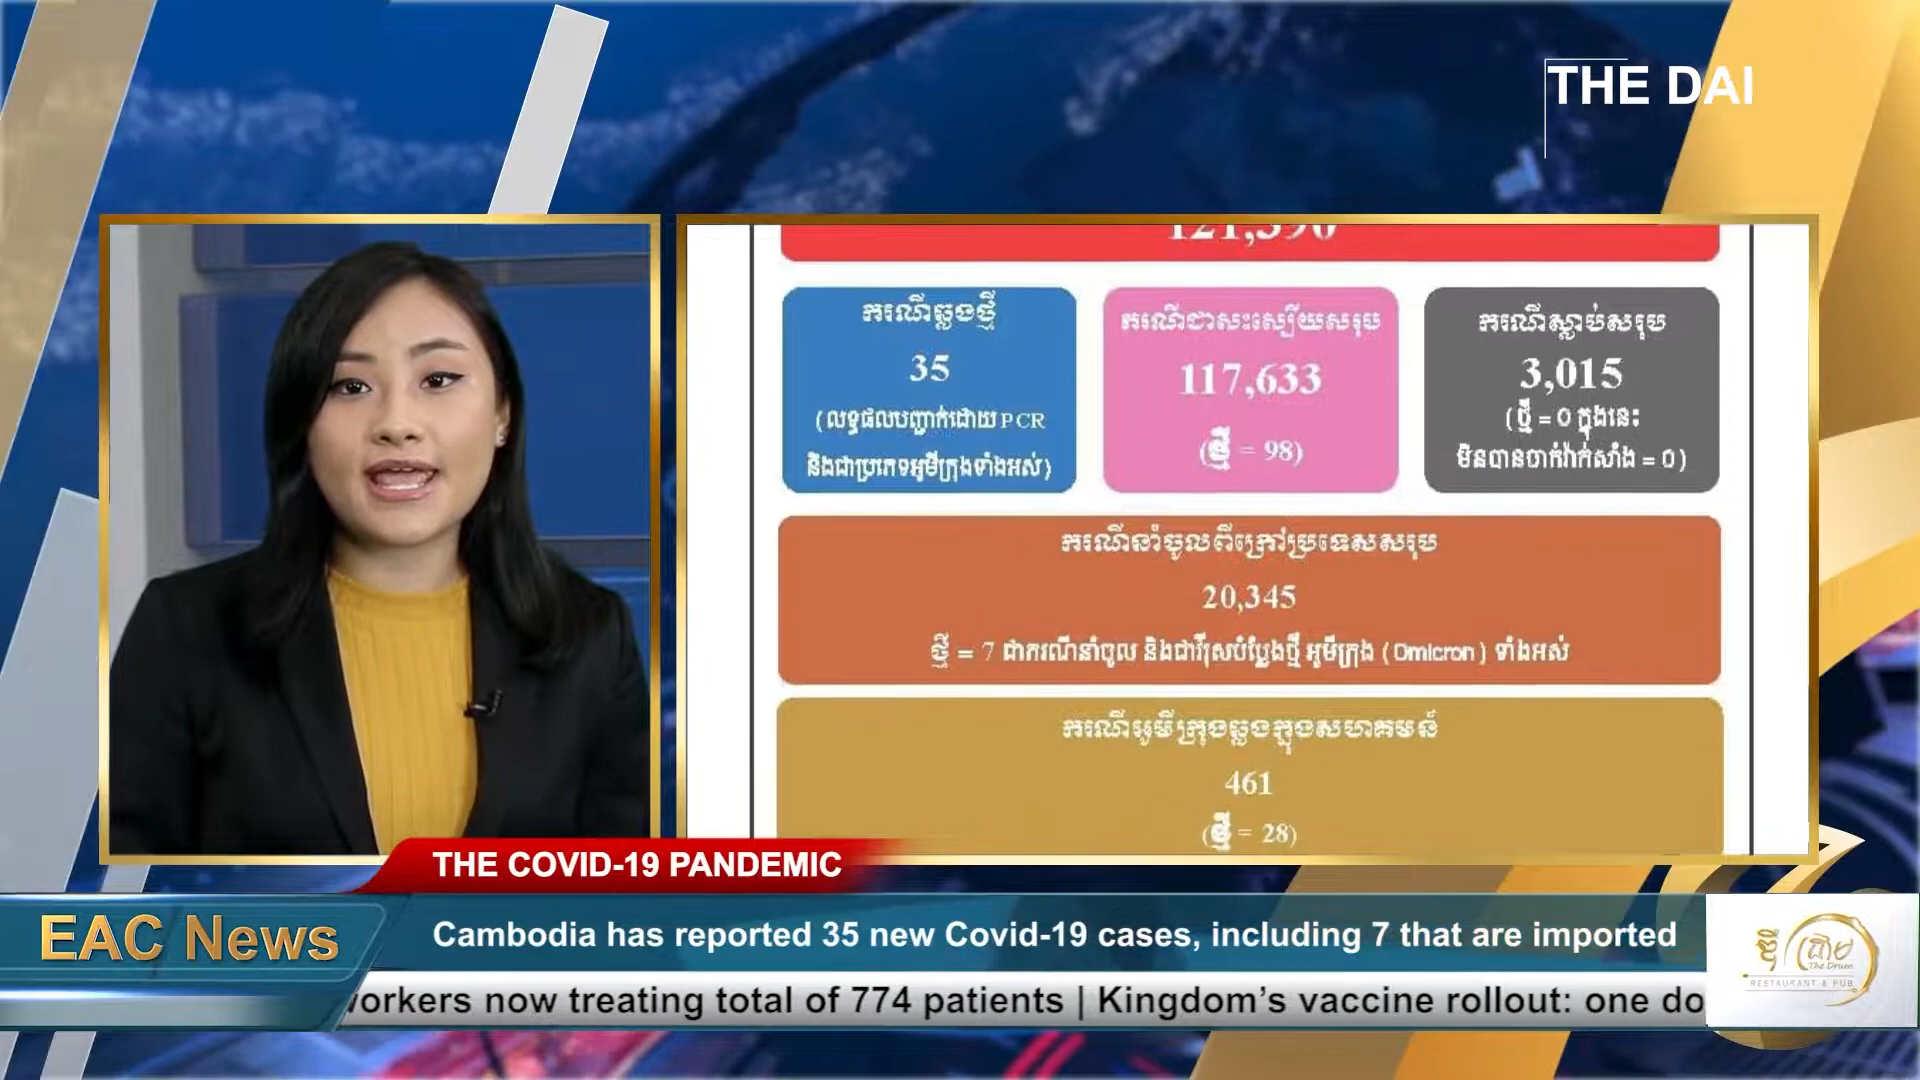 THE DAI
121,390
ករណីឆ្លងថ្មី
35
(លទ្ធផលបញ្ជាក់ដោយ PCR
និងជាប្រភេទអូមីក្រុងទាំងអស់)
ករណីជាសះស្បើយសរុប
117,633
(ថ្មី = 98)
ករណីស្លាប់សរុប
3,015
(ថ្មី = 0 ក្នុងនេះ
មិនបានចាក់វ៉ាក់សាំង = 0)
ករណីនាំចូលពីក្រៅប្រទេសសរុប
20,345
ថ្មី = 7 ជាករណីនាំចូល និងជាវីរ៉ុសបំប្លែងថ្មី អូមីក្រុង (Omicron) ទាំងអស់
ករណីអូមីក្រុងឆ្លងក្នុងសហគមន៍
461
(ថ្មី = 28)
THE COVID-19 PANDEMIC
EAC News
Cambodia has reported 35 new Covid-19 cases, including 7 that are imported
workers now treating total of 774 patients | Kingdom's vaccine rollout: one do
ឌឺ ជ្រាម
The Drum
RESTAURANT & PUB